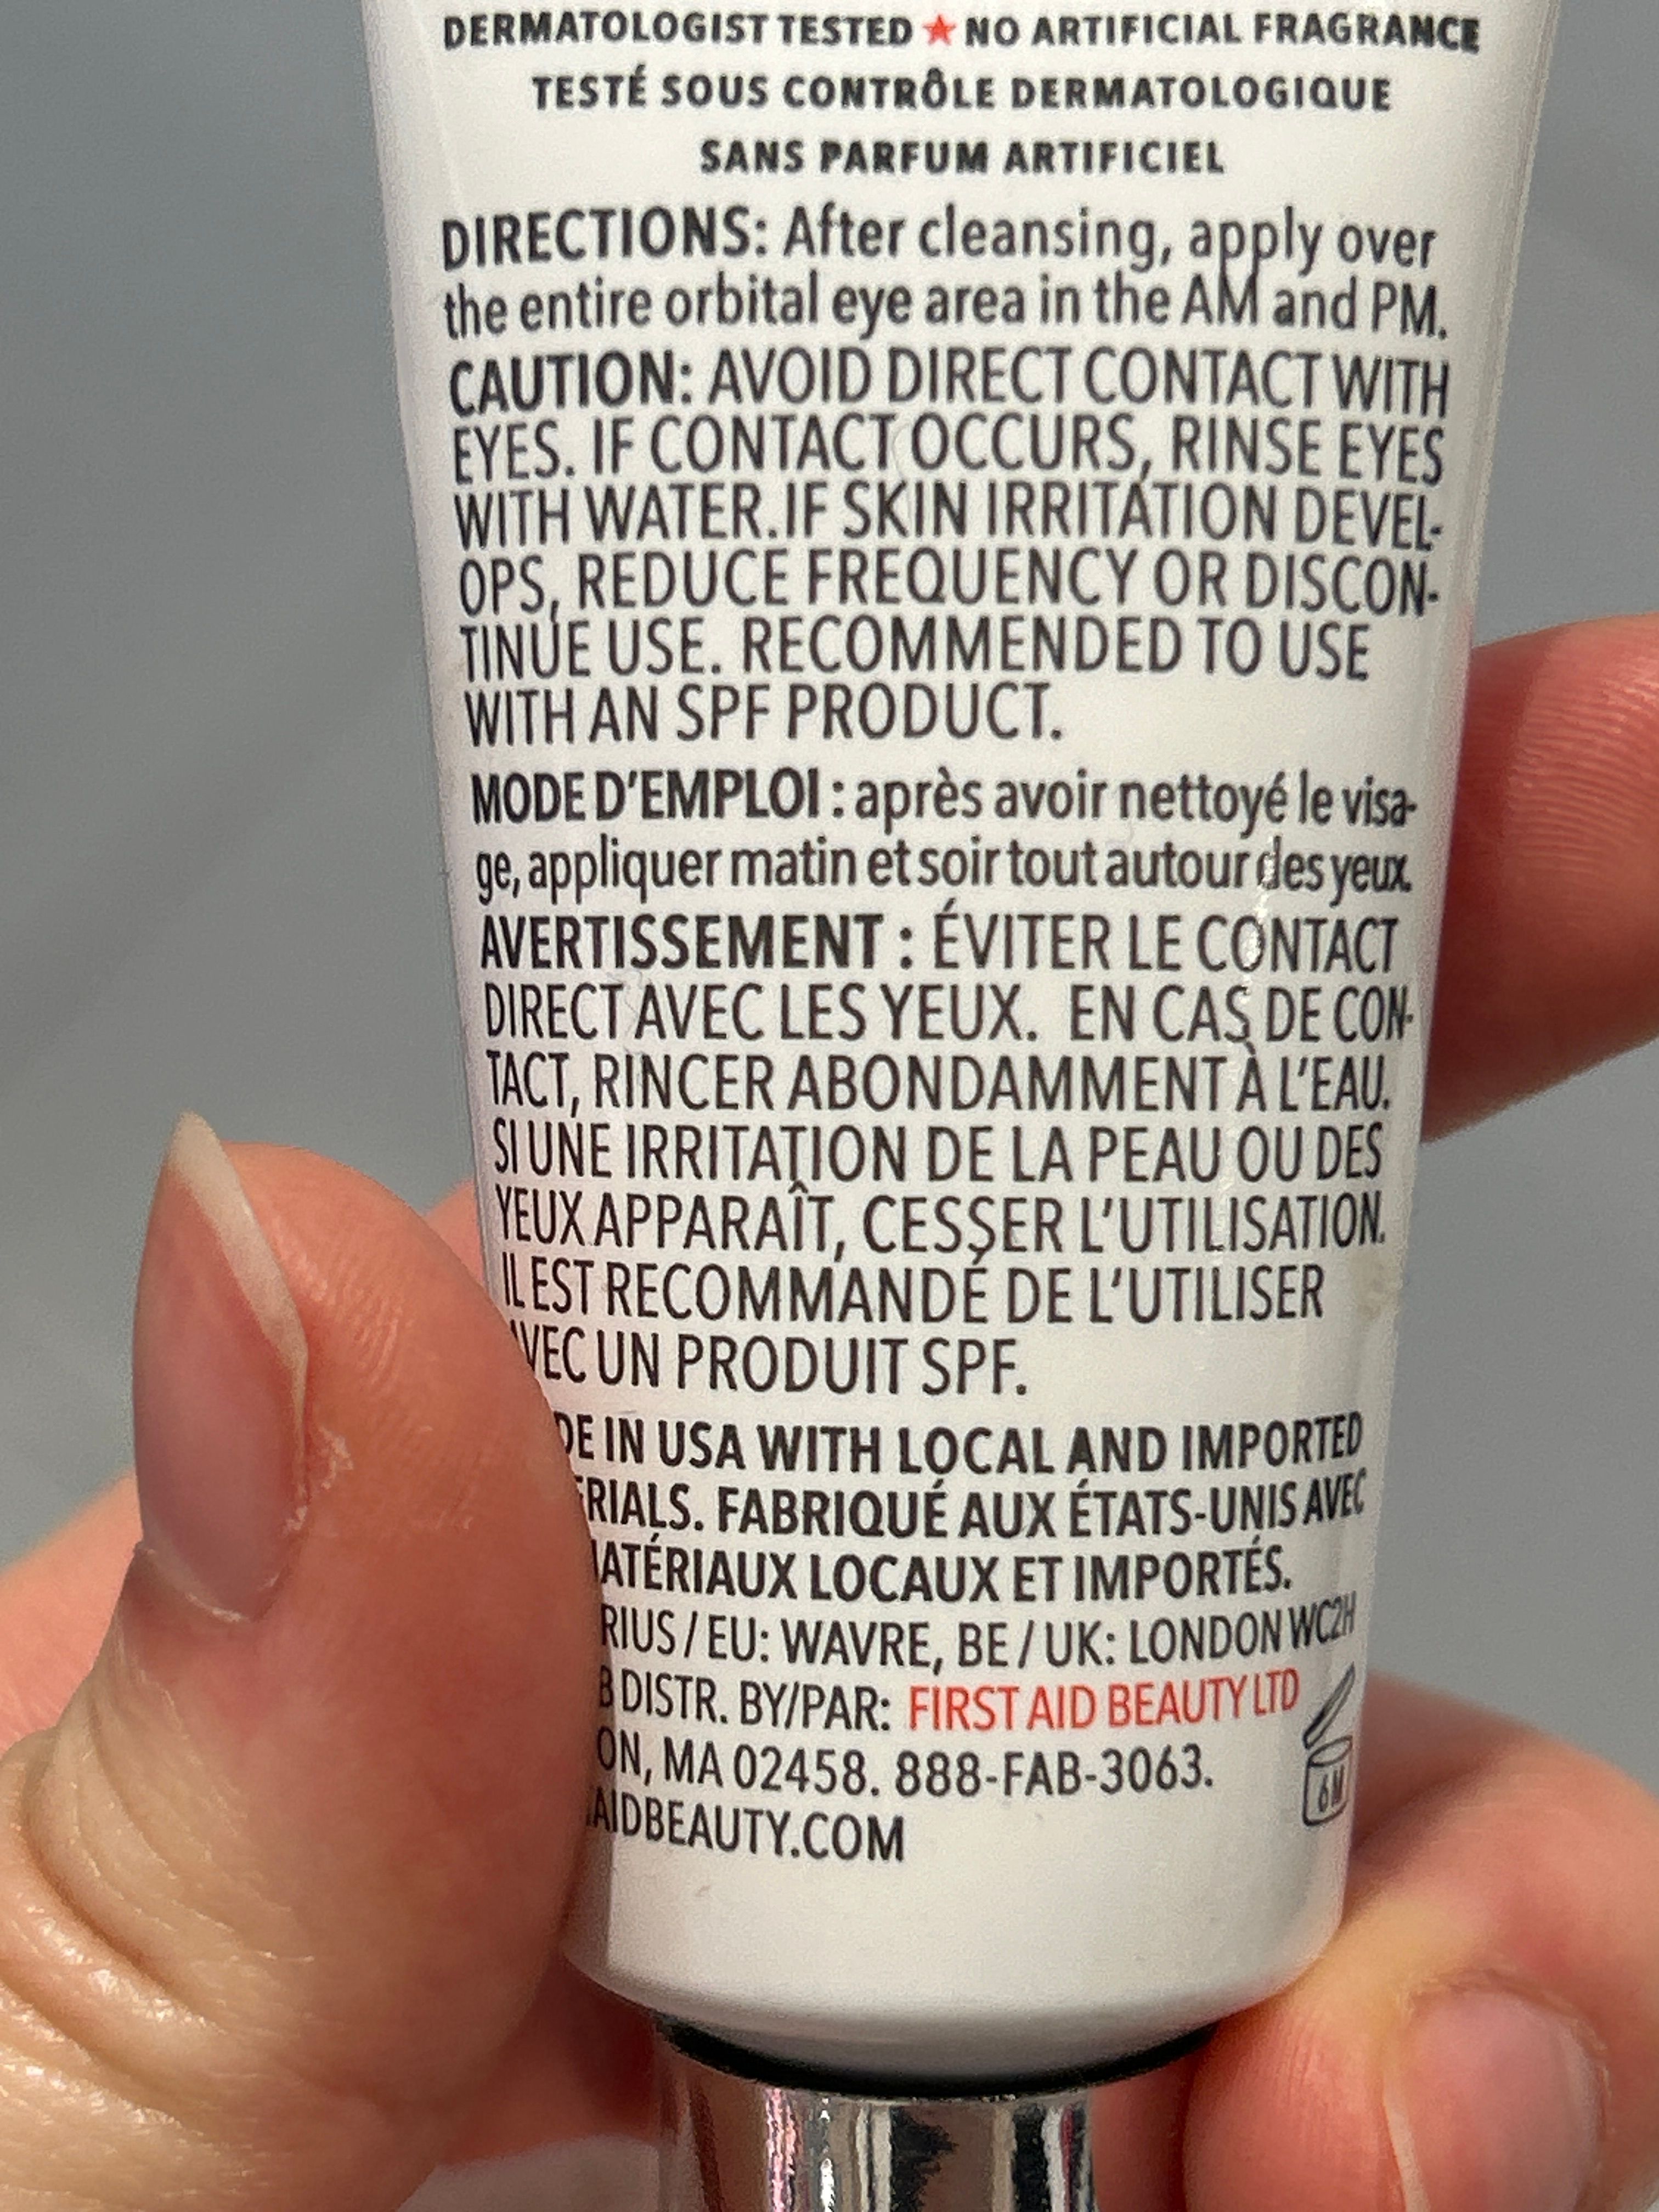 DERMATOLOGIST TESTED ★ NO ARTIFICIAL FRAGRANCE
TESTÉ SOUS CONTRÔLE DERMATOLOGIQUE
SANS PARFUM ARTIFICIEL
DIRECTIONS: After cleansing, apply over
the entire orbital eye area in the AM and PM.
CAUTION: AVOID DIRECT CONTACT WITH
EYES. IF CONTACT OCCURS, RINSE EYES
WITH WATER.IF SKIN IRRITATION DEVEL-
OPS, REDUCE FREQUENCY OR DISCON-
TINUE USE. RECOMMENDED TO USE
WITH AN SPF PRODUCT.
MODE D'EMPLOI : après avoir nettoyé le visa-
ge, appliquer matin et soir tout autour des yeux.
AVERTISSEMENT : ÉVITER LE CONTACT
DIRECT AVEC LES YEUX. EN CAS DE CON-
TACT, RINCER ABONDAMMENT À L'EAU.
SI UNE IRRITATION DE LA PEAU OU DES
YEUX APPARAÎT, CESSER L'UTILISATION.
IL EST RECOMMANDÉ DE L'UTILISER
AVEC UN PRODUIT SPF.
DE IN USA WITH LOCAL AND IMPORTED
ERIALS. FABRIQUÉ AUX ÉTATS-UNIS AVEC
MATÉRIAUX LOCAUX ET IMPORTÉS.
RIUS / EU: WAVRE, BE / UK: LONDON WC2H
B DISTR. BY/PAR: FIRST AID BEAUTY LTD
ON, MA 02458. 888-FAB-3063.
AIDBEAUTY.COM
6M